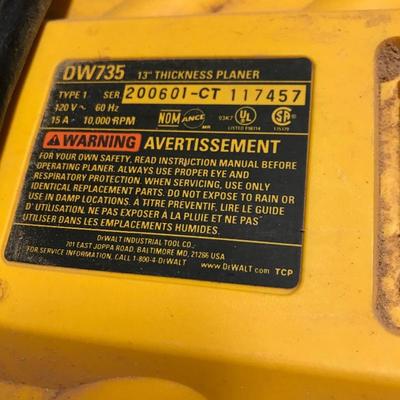 DW735 13" THICKNESS PLANER
TYPE 1 SER. 200601-CT 117457
120 V ~ 60 Hz
15 A ~ 10,000 RPM NOM ANCE MR 93K7 UL LISTED SA 
WARNING AVERTISSEMENT
FOR YOUR OWN SAFETY, READ INSTRUCTION MANUAL BEFORE
OPERATING PLANER. ALWAYS USE PROPER EYE AND
RESPIRATORY PROTECTION. WHEN SERVICING, USE ONLY
IDENTICAL REPLACEMENT PARTS. DO NOT EXPOSE TO RAIN OR
USE IN DAMP LOCATIONS. À TITRE PREVENTIF, LIRE LE GUIDE
D' UTILISATION. NE PAS EXPOSER À LA PLUIE ET NE PAS
UTILISER DANS LES EMPLACEMENTS HUMIDES.
DEWALT INDUSTRIAL TOOL CO.,
701 EAST JOPPA ROAD, BALTIMORE MD, 21286 USA
FOR SERVICE INFORMATION, CALL 1-800-4-DEWALT www.DEWALT.com TCP